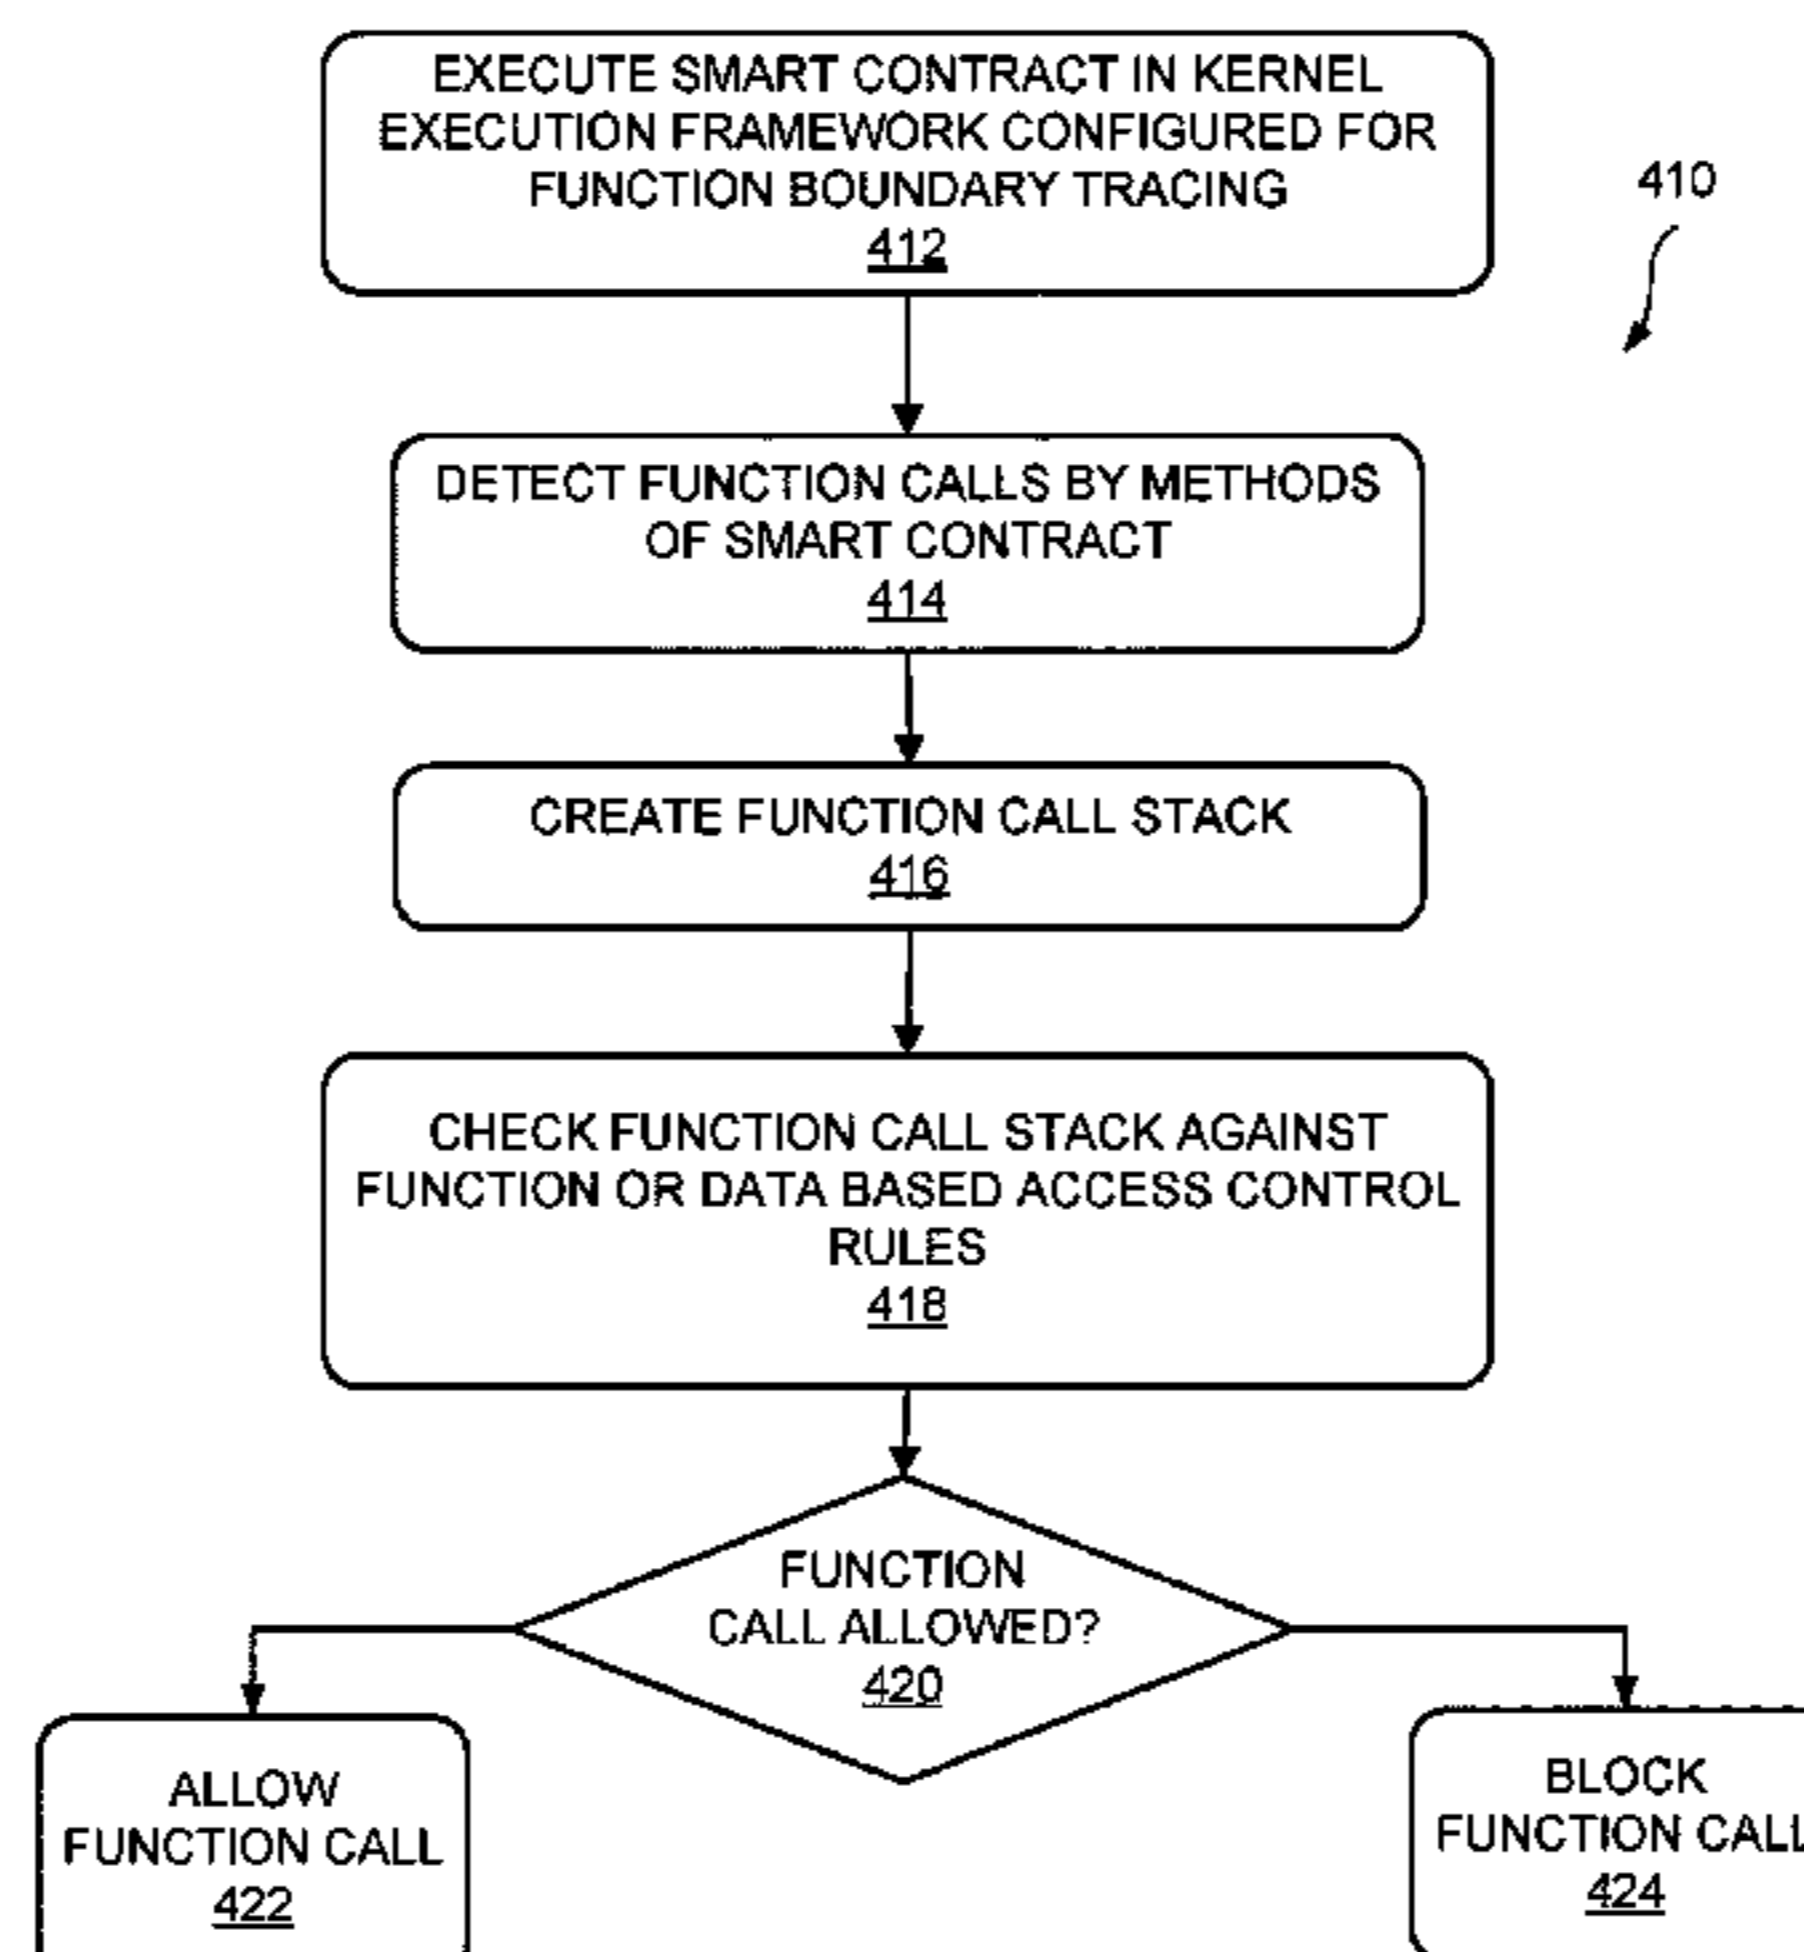 EXECUTE SMART CONTRACT IN KERNEL
EXECUTION FRAMEWORK CONFIGURED FOR
FUNCTION BOUNDARY TRACING
412
410
DETECT FUNCTION CALLS BY METHODS
OF SMART CONTRACT
414
CREATE FUNCTION CALL STACK
416
CHECK FUNCTION CALL STACK AGAINST
FUNCTION OR DATA BASED ACCESS CONTROL
RULES
418
FUNCTION
CALL ALLOWED?
420
ALLOW
FUNCTION CALL
422
BLOCK
FUNCTION CALL
424